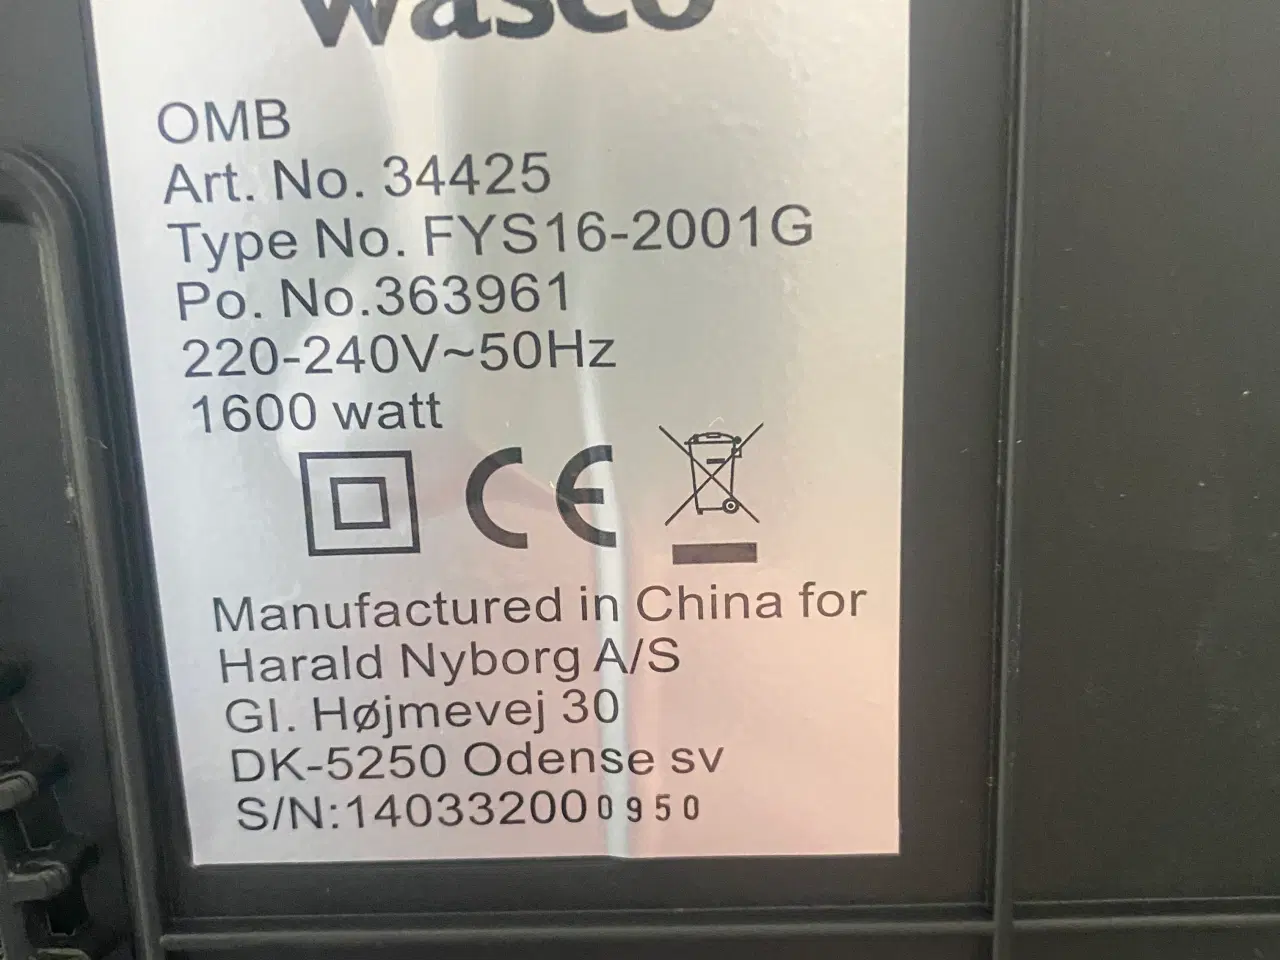 wasco
OMB
Art. No. 34425
Type No. FYS16-2001G
Po. No.363961
220-240V~50Hz
1600 watt
CE
Manufactured in China for
Harald Nyborg A/S
Gl. Højmevej 30
DK-5250 Odense sv
S/N:140332000950